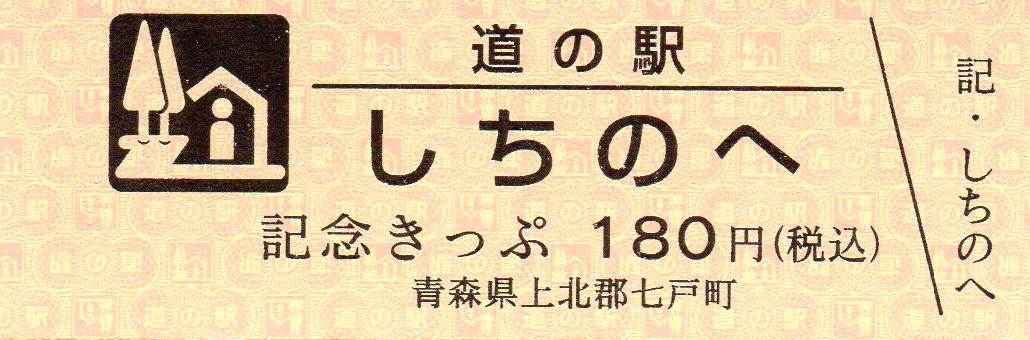 道の駅
しちのへ
記念きっぷ 180円(税込)
青森県上北郡七戸町
記・しちのへ